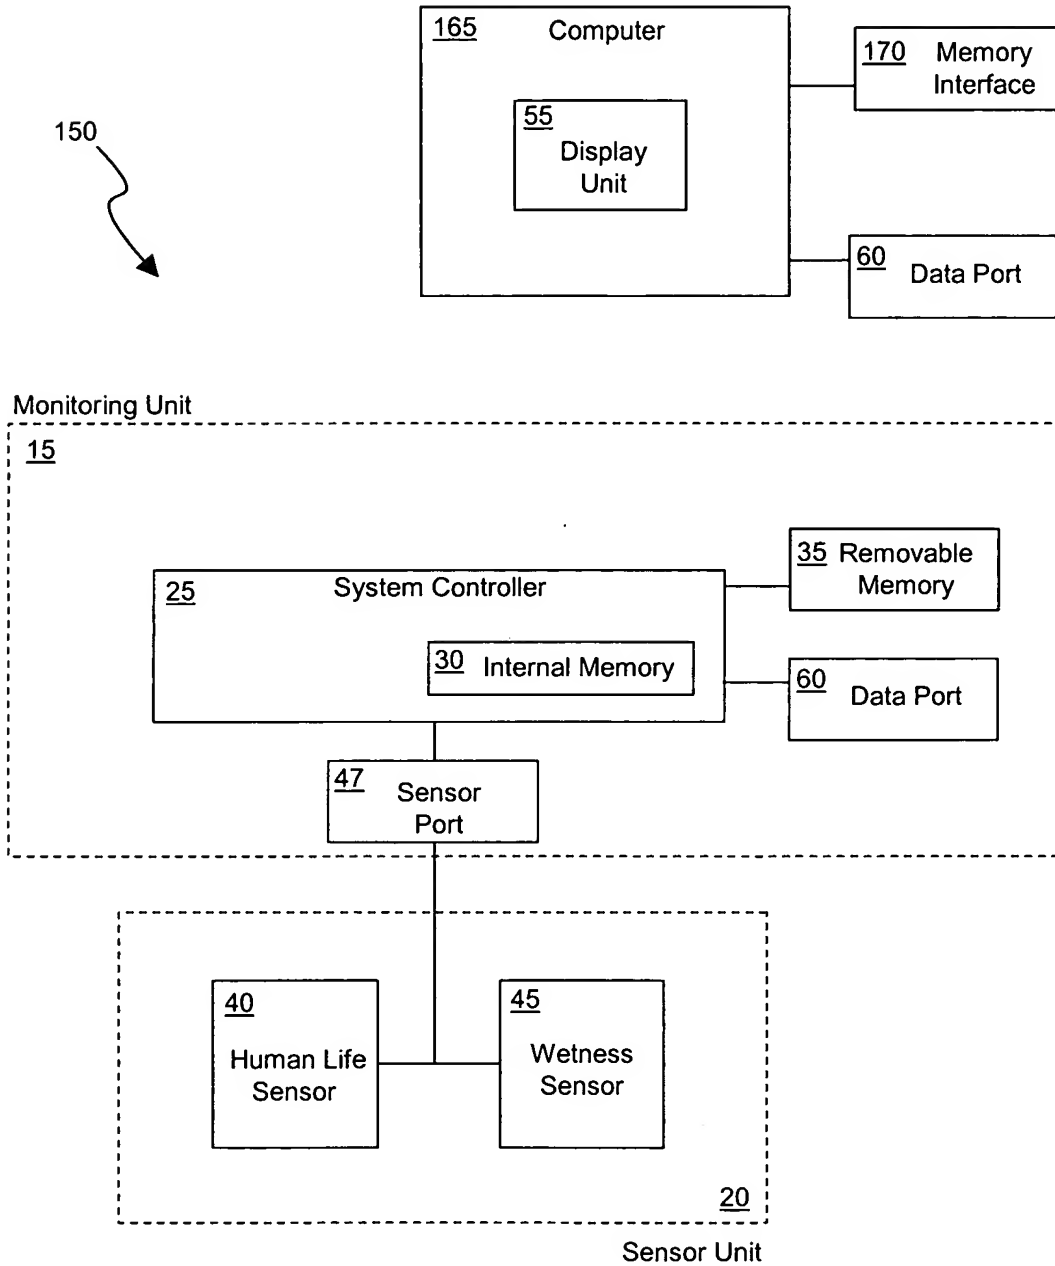 165 Computer
170 Memory
Interface
55
Display
Unit
150
60
Data Port
Monitoring Unit
15
35 Removable
Memory
25 System Controller
30 Internal Memory
60
Data Port
47
Sensor
Port
40
Human Life
Sensor
45
Wetness
Sensor
20
Sensor Unit